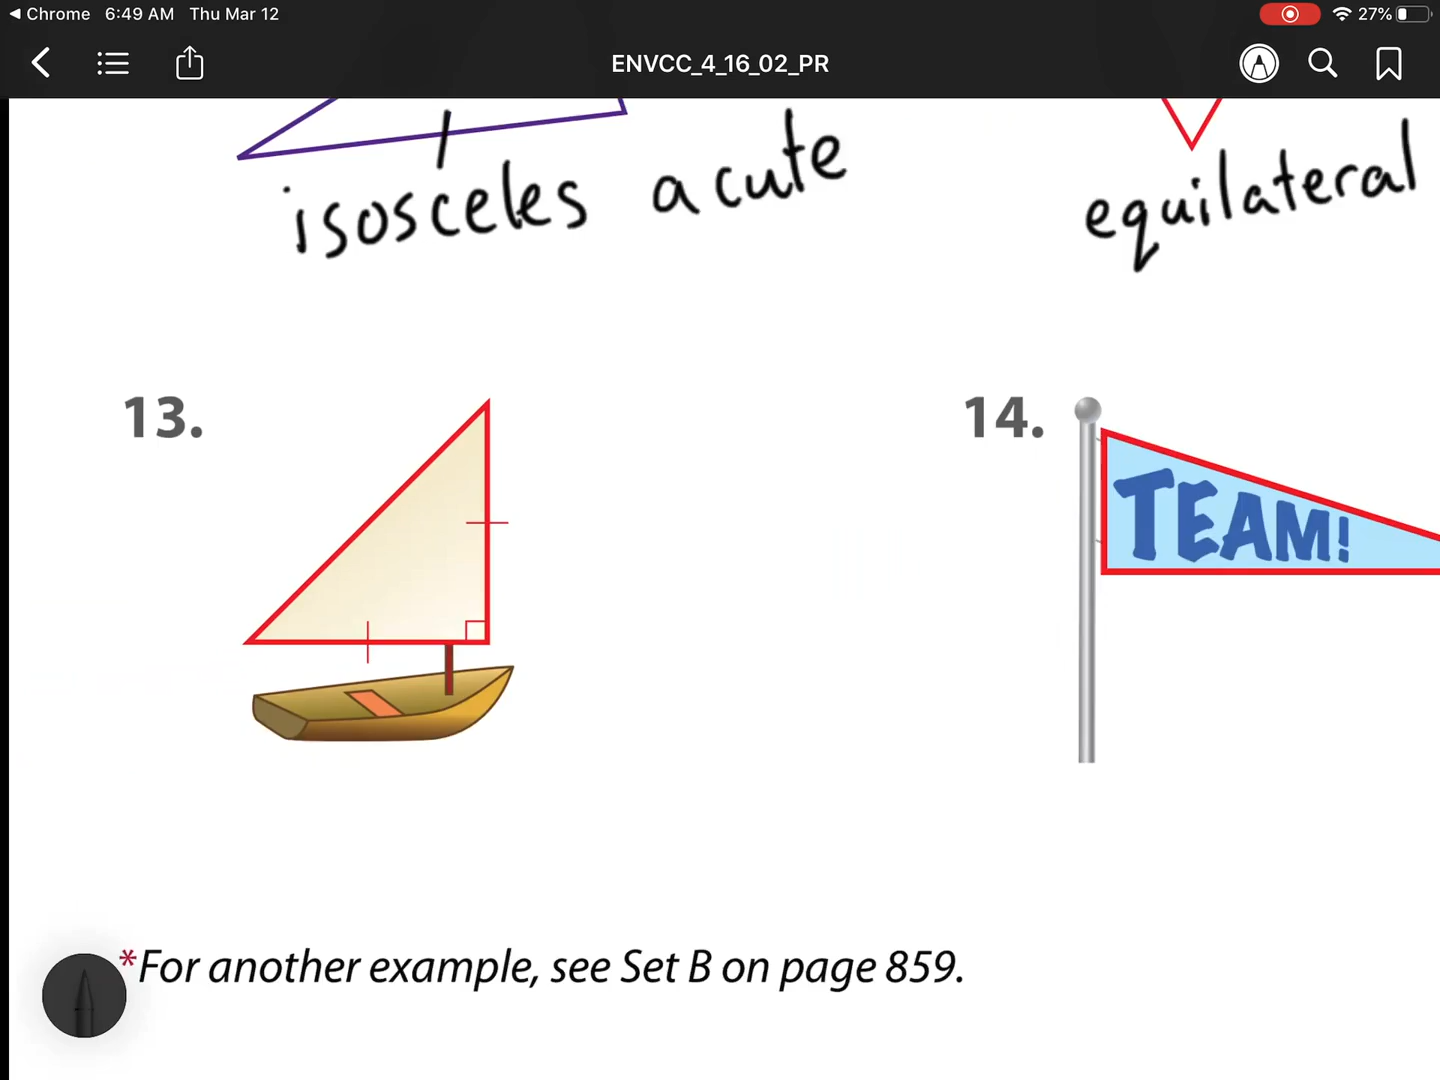 Chrome 6:49 AM Thu Mar 12 27%
ENVCC_4_16_02_PR
isosceles acute
equilateral
13.
14.
TEAM!
*For another example, see Set B on page 859.